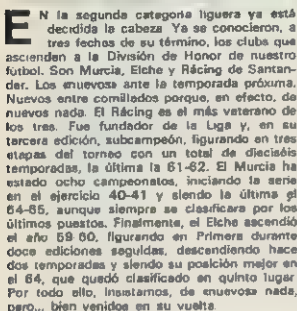 EN la segunda categoría liguera ya está
decidida la cabeza Ya se conocieron, a
tres fechas de su término, los clubs que
ascienden a la División de Honor de nuestro
fútbol. Son Murcia, Elche y Rácing de Santan-
der. Los «nuevos» ante la temporada próxima.
Nuevos entre comillados porque, en efecto, de
nuevos nada. El Rácing es el más veterano de
los tres. Fue fundador de la Liga y, en su
tercera edición, subcampeón, figurando en tres
etapas del torneo con un total de dieciséis
temporadas, la última la 61-62. El Murcia ha
estado ocho campeonatos, iniciando la serie
en el ejercicio 40-41 y siendo la última el
64-65, aunque siempre se clasificara por los
últimos puestos. Finalmente, el Elche ascendió
el año 59 60, figurando en Primera durante
doce ediciones seguidas, descendiendo hace
dos temporadas y siendo su posición mejor en
el 64, que quedó clasificado en quinto lugar
Por todo ello, insistamos, de «nuevos» nada,
pero... bien venidos en su vuelta